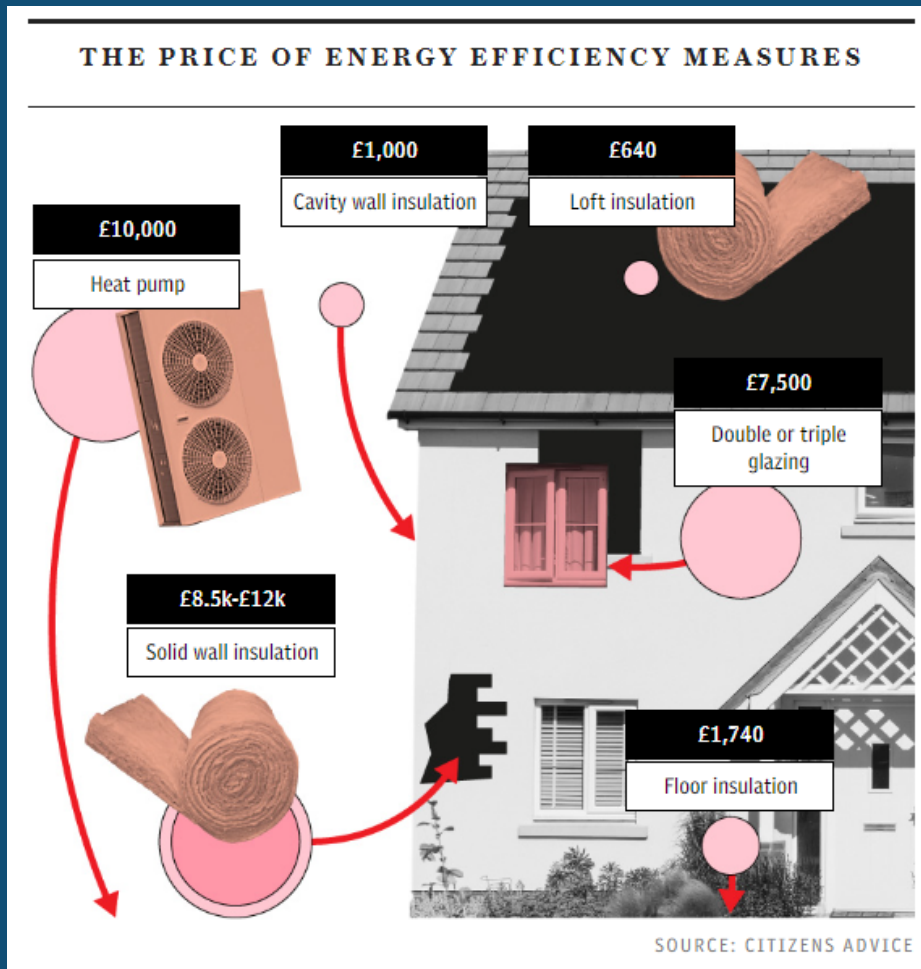 THE PRICE OF ENERGY EFFICIENCY MEASURES
£1,000
Cavity wall insulation
£640
Loft insulation
£10,000
Heat pump
£7,500
Double or triple
glazing
£8.5k-£12k
Solid wall insulation
£1,740
Floor insulation
SOURCE: CITIZENS ADVICE